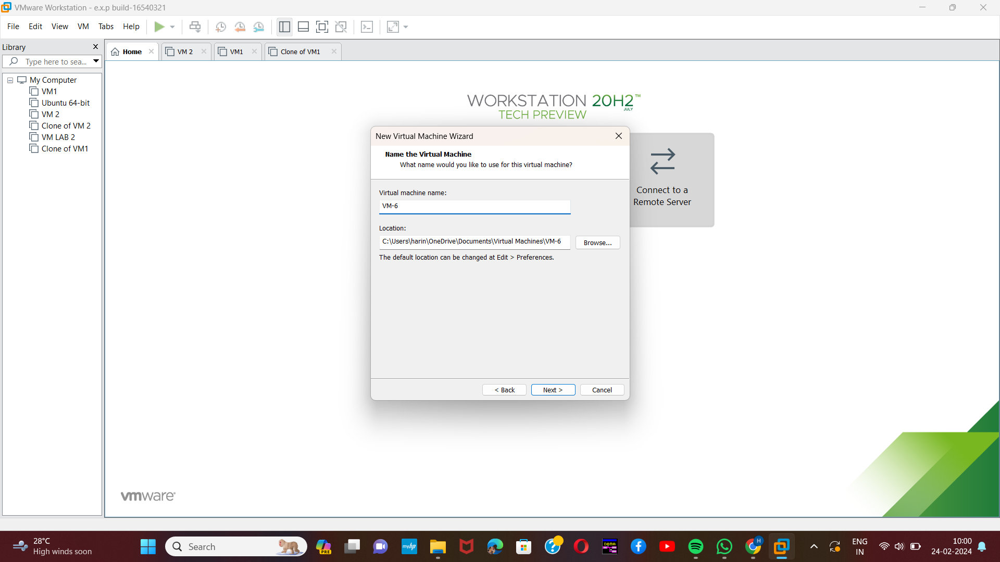 VMware Workstation - e.x.p build-16540321
File Edit View VM Tabs Help
Library
Type here to sea...
My Computer
VM1
Ubuntu 64-bit
VM 2
Clone of VM 2
VM LAB 2
Clone of VM1
Home
VM 2
VM1
Clone of VM1
WORKSTATION 20H2™
JULY
TECH PREVIEW
New Virtual Machine Wizard
Name the Virtual Machine
What name would you like to use for this virtual machine?
Virtual machine name:
VM-6
Location:
C:\Users\harin\OneDrive\Documents\Virtual Machines\VM-6
Browse...
The default location can be changed at Edit > Preferences.
< Back
Next >
Cancel
Connect to a
Remote Server
vmware®
28°C
High winds soon
Search
PRE
myhp
DATA
H
ENG
IN
10:00
24-02-2024